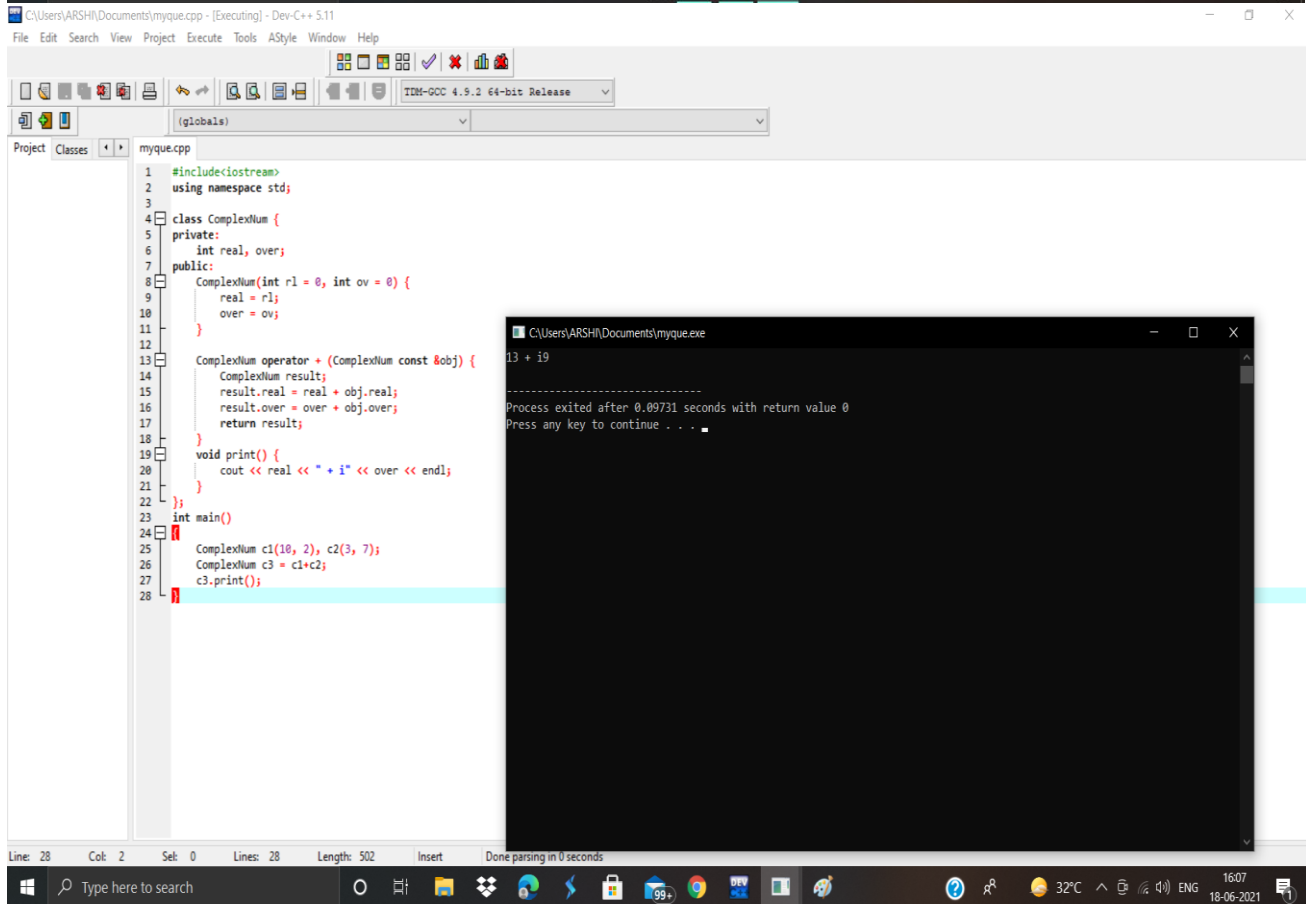 C:\Users\ARSHI\Documents\myque.cpp - [Executing] - Dev-C++ 5.11
File Edit Search View Project Execute Tools AStyle Window Help
TDM-GCC 4.9.2 64-bit Release
(globals)
Project Classes myque.cpp
1 #include<iostream>
2 using namespace std;
3
4 class ComplexNum {
5 private:
6 int real, over;
7 public:
8 ComplexNum(int rl = 0, int ov = 0) {
9 real = rl;
10 over = ov;
11 }
12
13 ComplexNum operator + (ComplexNum const &obj) {
14 ComplexNum result;
15 result.real = real + obj.real;
16 result.over = over + obj.over;
17 return result;
18 }
19 void print() {
20 cout << real << " + i" << over << endl;
21 }
22 };
23 int main()
24 {
25 ComplexNum c1(10, 2), c2(3, 7);
26 ComplexNum c3 = c1+c2;
27 c3.print();
28 }
C:\Users\ARSHI\Documents\myque.exe
13 + i9
--------------------------------
Process exited after 0.09731 seconds with return value 0
Press any key to continue . . .
Line: 28 Col: 2 Sel: 0 Lines: 28 Length: 502 Insert Done parsing in 0 seconds
Type here to search
99+
DEV
32°C ENG
16:07
18-06-2021
1